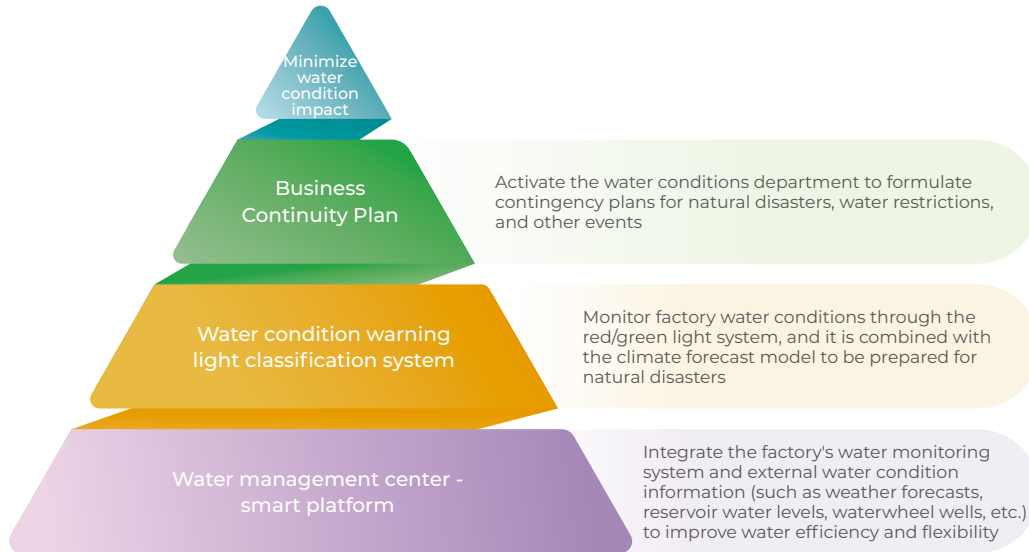 Minimize
water
condition
impact
Business
Continuity Plan
Activate the water conditions department to formulate
contingency plans for natural disasters, water restrictions,
and other events
Water condition warning
light classification system
Monitor factory water conditions through the
red/green light system, and it is combined with
the climate forecast model to be prepared for
natural disasters
Water management center -
smart platform
Integrate the factory's water monitoring
system and external water condition
information (such as weather forecasts,
reservoir water levels, waterwheel wells, etc.)
to improve water efficiency and flexibility